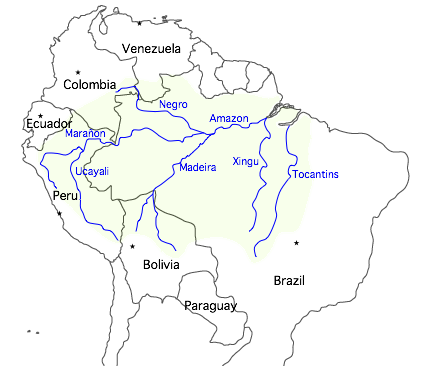 Venezuela
Colombia
Negro
Amazon
Ecuador
Marañon
Xingu
Madeira
Ucayali
Tocantins
Peru
Bolivia
Brazil
Paraguay